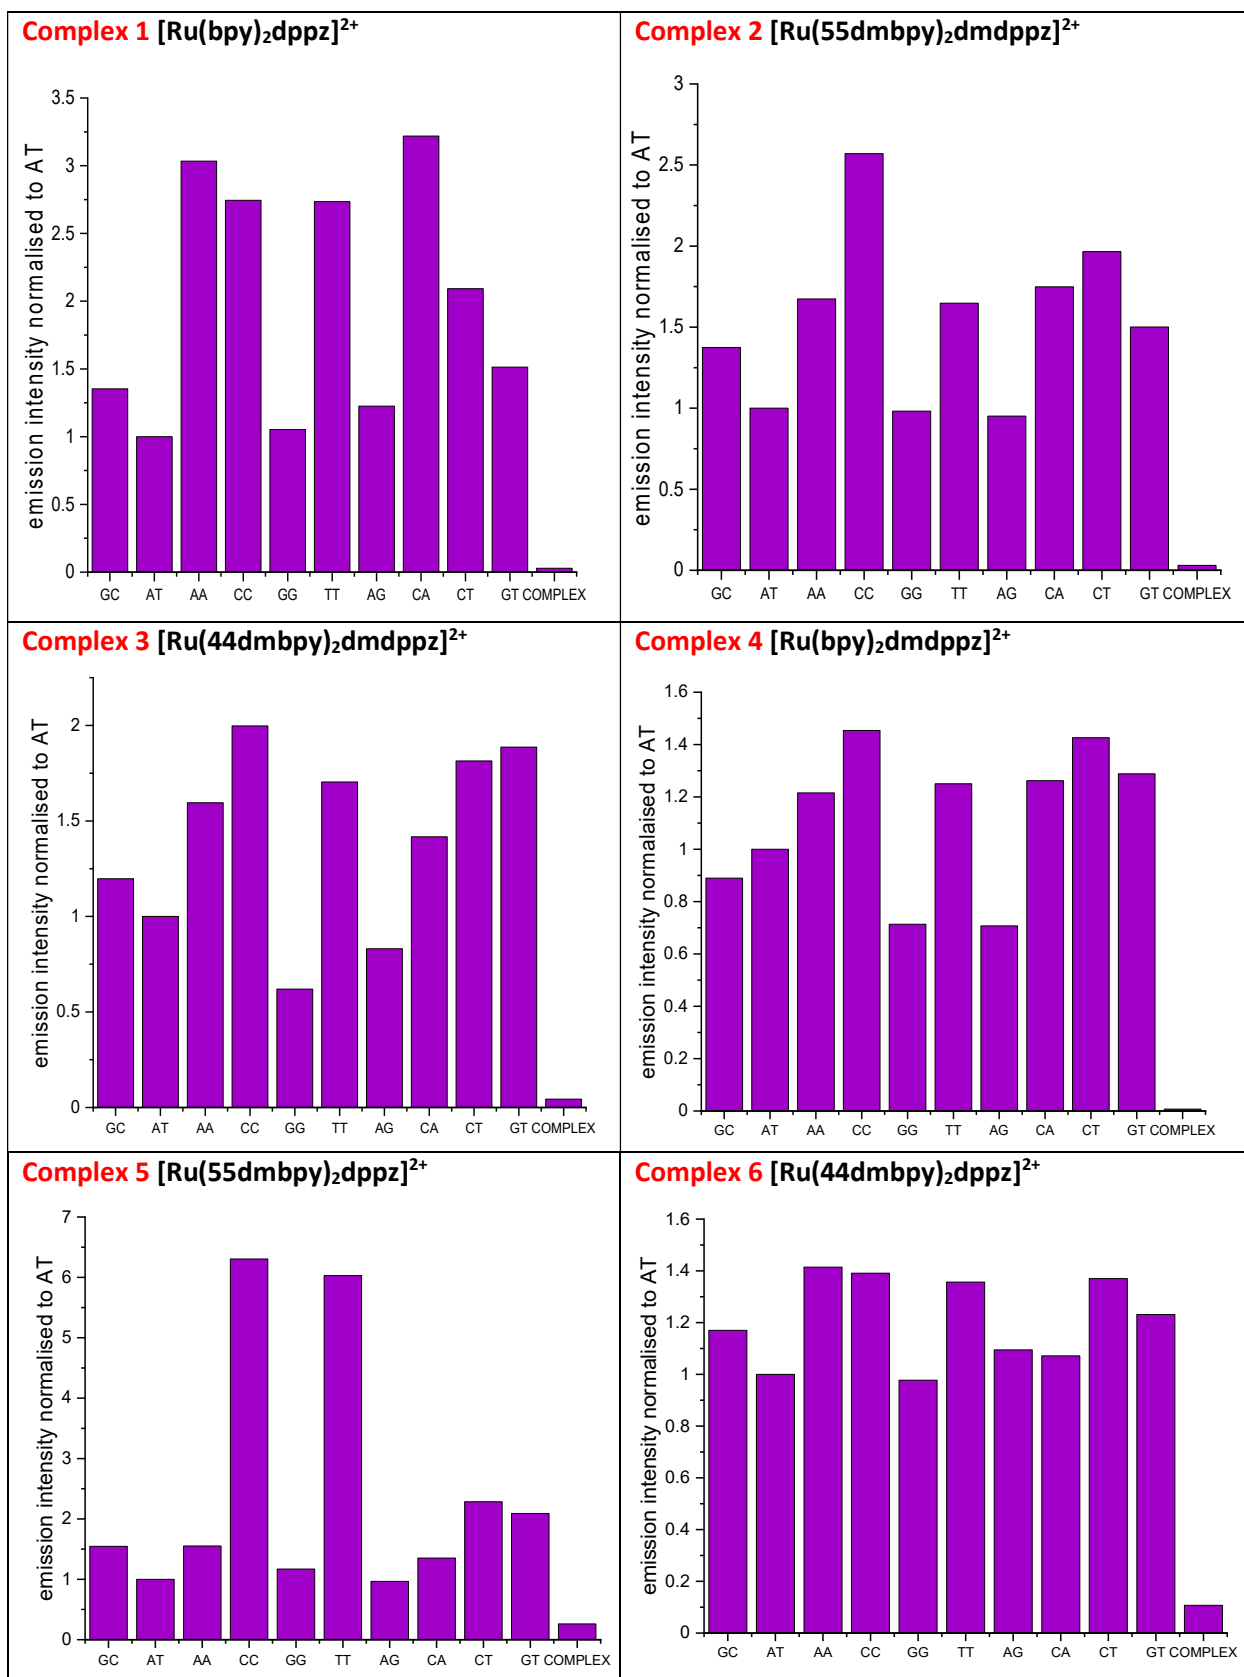 Complex 1 [Ru(bpy)₂dppz]²⁺
emission intensity normalised to AT
3.5
3
2.5
2
1.5
1
0.5
0
GC AT AA CC GG TT AG CA CT GT COMPLEX
Complex 2 [Ru(55dmbpy)₂dmdppz]²⁺
emission intensity normalised to AT
3
2.5
2
1.5
1
0.5
0
GC AT AA CC GG TT AG CA CT GT COMPLEX
Complex 3 [Ru(44dmbpy)₂dmdppz]²⁺
emission intensity normalised to AT
2
1.5
1
0.5
0
GC AT AA CC GG TT AG CA CT GT COMPLEX
Complex 4 [Ru(bpy)₂dmdppz]²⁺
emission intensity normalaised to AT
1.6
1.4
1.2
1
0.8
0.6
0.4
0.2
0
GC AT AA CC GG TT AG CA CT GT COMPLEX
Complex 5 [Ru(55dmbpy)₂dppz]²⁺
emission intensity normalised to AT
7
6
5
4
3
2
1
0
GC AT AA CC GG TT AG CA CT GT COMPLEX
Complex 6 [Ru(44dmbpy)₂dppz]²⁺
emission intensity normalised to AT
1.6
1.4
1.2
1
0.8
0.6
0.4
0.2
0
GC AT AA CC GG TT AG CA CT GT COMPLEX